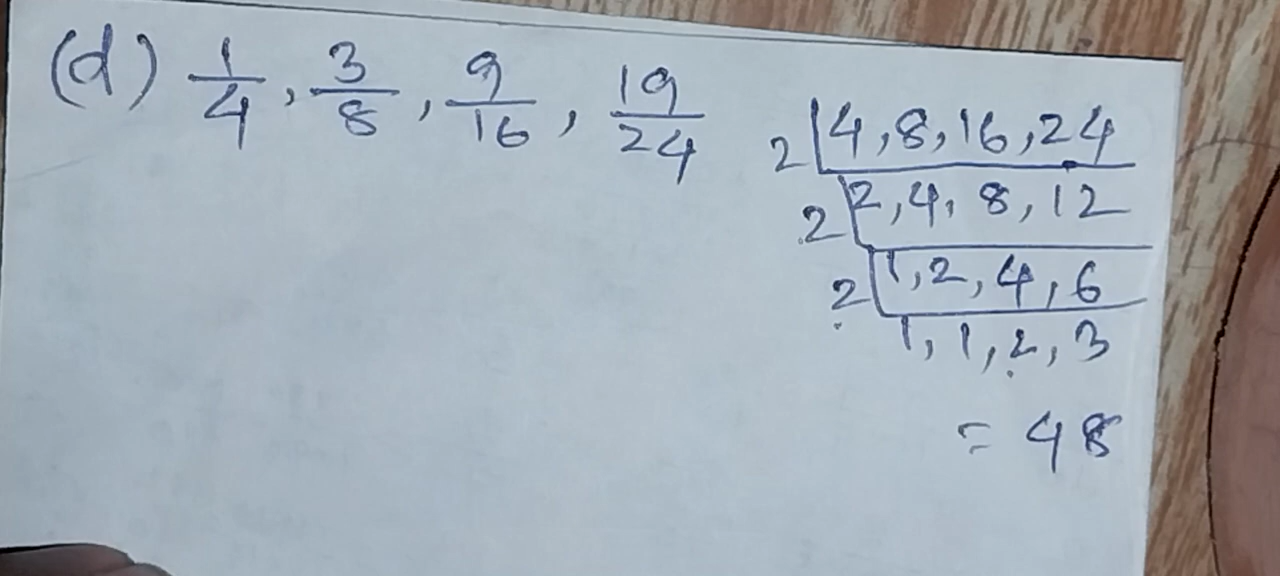 (d) 1/4, 3/8, 9/16, 19/24
2 | 4, 8, 16, 24
2 | 2, 4, 8, 12
2 | 1, 2, 4, 6
1, 1, 2, 3
= 48